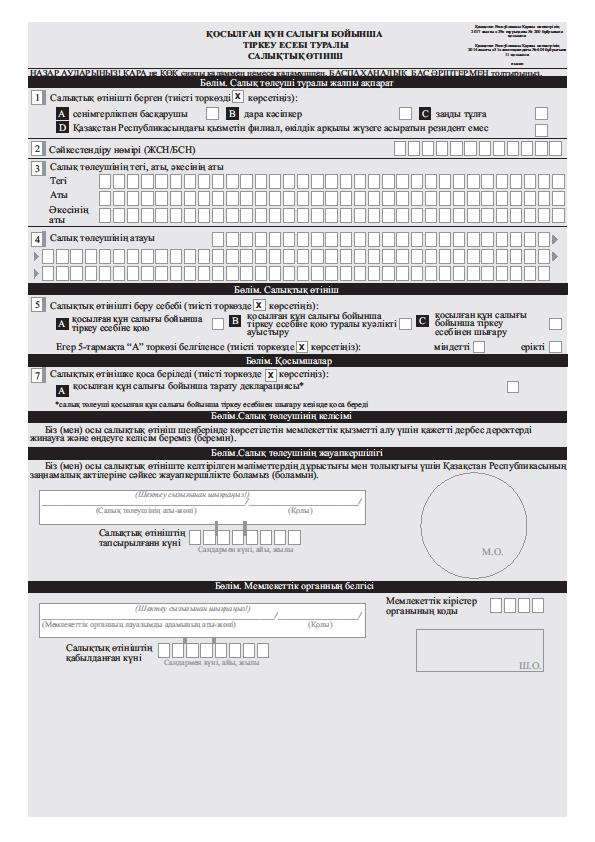 ҚОСЫЛҒАН ҚҰН САЛЫҒЫ БОЙЫНША
ТІРКЕУ ЕСЕБІ ТУРАЛЫ
САЛЫҚТЫҚ ӨТІНІШ
НАЗАР АУДАРЫҢЫЗ! ҚАРА не КӨК сиялы қаламмен немесе қаламұшпен, БАСПАХАНАЛЫҚ БАС ӘРІПТЕРМЕН толтырыңыз.
Бөлім. Салық төлеуші туралы жалпы ақпарат
1 Салықтық өтінішті берген (тиісті торкөзді X көрсетіңіз):
A сенімгерлікпен басқарушы B дара кәсіпкер C заңды тұлға
D Қазақстан Республикасындағы қызметін филиал, өкілдік арқылы жүзеге асыратын резидент емес
2 Сәйкестендіру нөмірі (ЖСН/БСН)
3 Салық төлеушінің тегі, аты, әкесінің аты
Тегі
Аты
Әкесінің
аты
4 Салық төлеушінің атауы
Бөлім. Салықтық өтініш
5 Салықтық өтінішті беру себебі (тиісті торкөзде X көрсетіңіз):
A қосылған құн салығы бойынша
тіркеу есебіне қою
B қосылған құн салығы бойынша
тіркеу есебіне қою туралы куәлікті
ауыстыру
C қосылған құн салығы
бойынша тіркеу
есебінен шығару
Егер 5-тармақта “А” торкөзі белгіленсе (тиісті торкөзде X көрсетіңіз): міндетті ерікті
Бөлім. Қосымшалар
7 Салықтық өтінішке қоса беріледі (тиісті торкөзде X көрсетіңіз):
A қосылған құн салығы бойынша тарату декларациясы*
*салық төлеуші қосылған құн салығы бойынша тіркеу есебінен шығару кезінде қоса береді
Бөлім.Салық төлеушінің келісімі
Біз (мен) осы салықтық өтініш шеңберінде көрсетілетін мемлекеттік қызметті алу үшін қажетті дербес деректерді
жинауға және өңдеуге келісім береміз (беремін).
Бөлім.Салық төлеушінің жауапкершілігі
Біз (мен) осы салықтық өтініште келтірілген мәліметтердің дұрыстығы мен толықтығы үшін Қазақстан Республикасының
заңнамалық актілеріне сәйкес жауапкершілікте боламыз (боламын).
(Шектеу сызығынан шықпаңыз!)
(Салық төлеушінің аты-жөні) (Қолы)
Салықтық өтініштің
тапсырылғанн күні
Сандармен күні, айы, жылы
М.О.
Бөлім. Мемлекеттік органның белгісі
(Шектеу сызығынан шықпаңыз!)
(Мемлекеттік органның лауазымды адамының аты-жөні) (Қолы)
Мемлекеттік кірістер
органының коды
Салықтық өтініштің
қабылданған күні
Сандармен күні, айы, жылы
Ш.О.